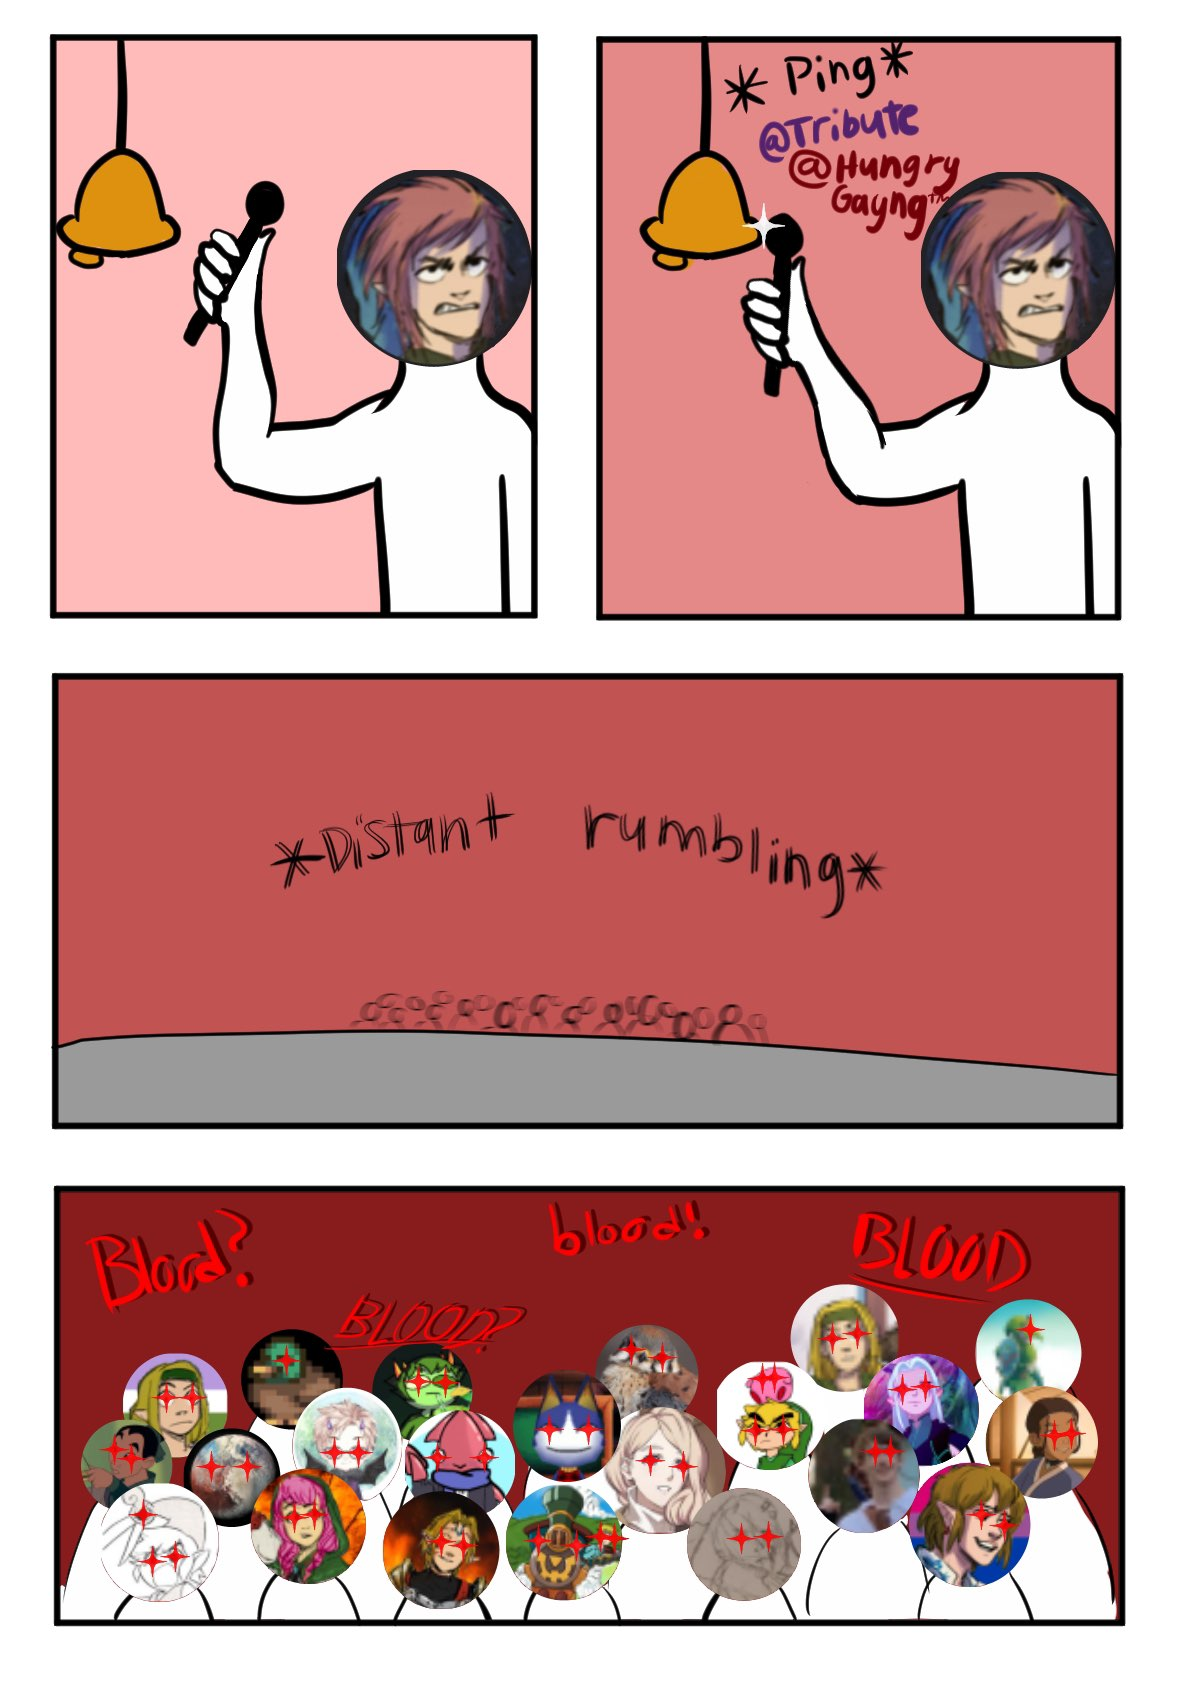 * Ping *
@Tribute
@Hungry
Gayng™
*Distant rumbling*
Blood?
BLOOD?
blood!
BLOOD